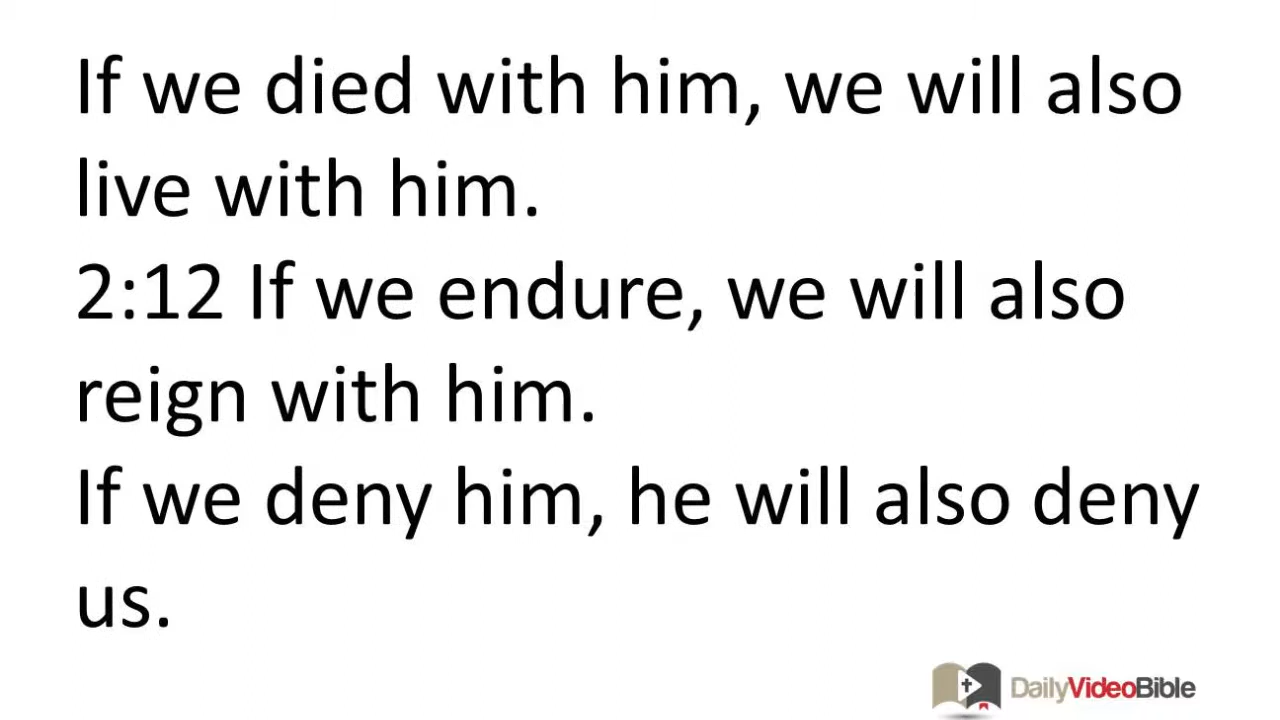 If we died with him, we will also
live with him.
2:12 If we endure, we will also
reign with him.
If we deny him, he will also deny
us.
DailyVideoBible